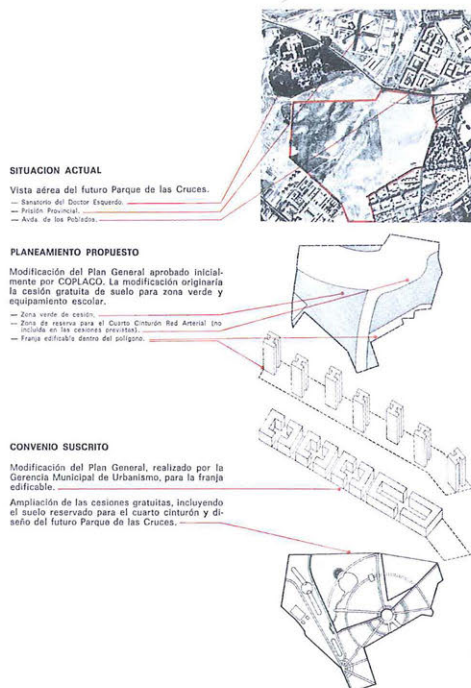 SITUACION ACTUAL
Vista aérea del futuro Parque de las Cruces.
— Sanatorio del Doctor Esquerdo.
— Prisión Provincial.
— Avda. de los Poblados.
PLANEAMIENTO PROPUESTO
Modificación del Plan General aprobado inicial-
mente por COPLACO. La modificación originaría
la cesión gratuita de suelo para zona verde y
equipamiento escolar.
— Zona verde de cesión.
— Zona de reserva para el Cuarto Cinturón Red Arterial (no
incluida en las cesiones previstas).
— Franja edificable dentro del polígono.
CONVENIO SUSCRITO
Modificación del Plan General, realizado por la
Gerencia Municipal de Urbanismo, para la franja
edificable.
Ampliación de las cesiones gratuitas, incluyendo
el suelo reservado para el cuarto cinturón y di-
seño del futuro Parque de las Cruces.